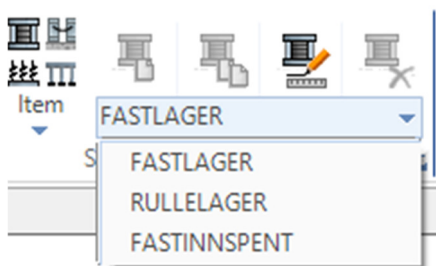 Item
FASTLAGER
S
FASTLAGER
RULLELAGER
FASTINNSPENT